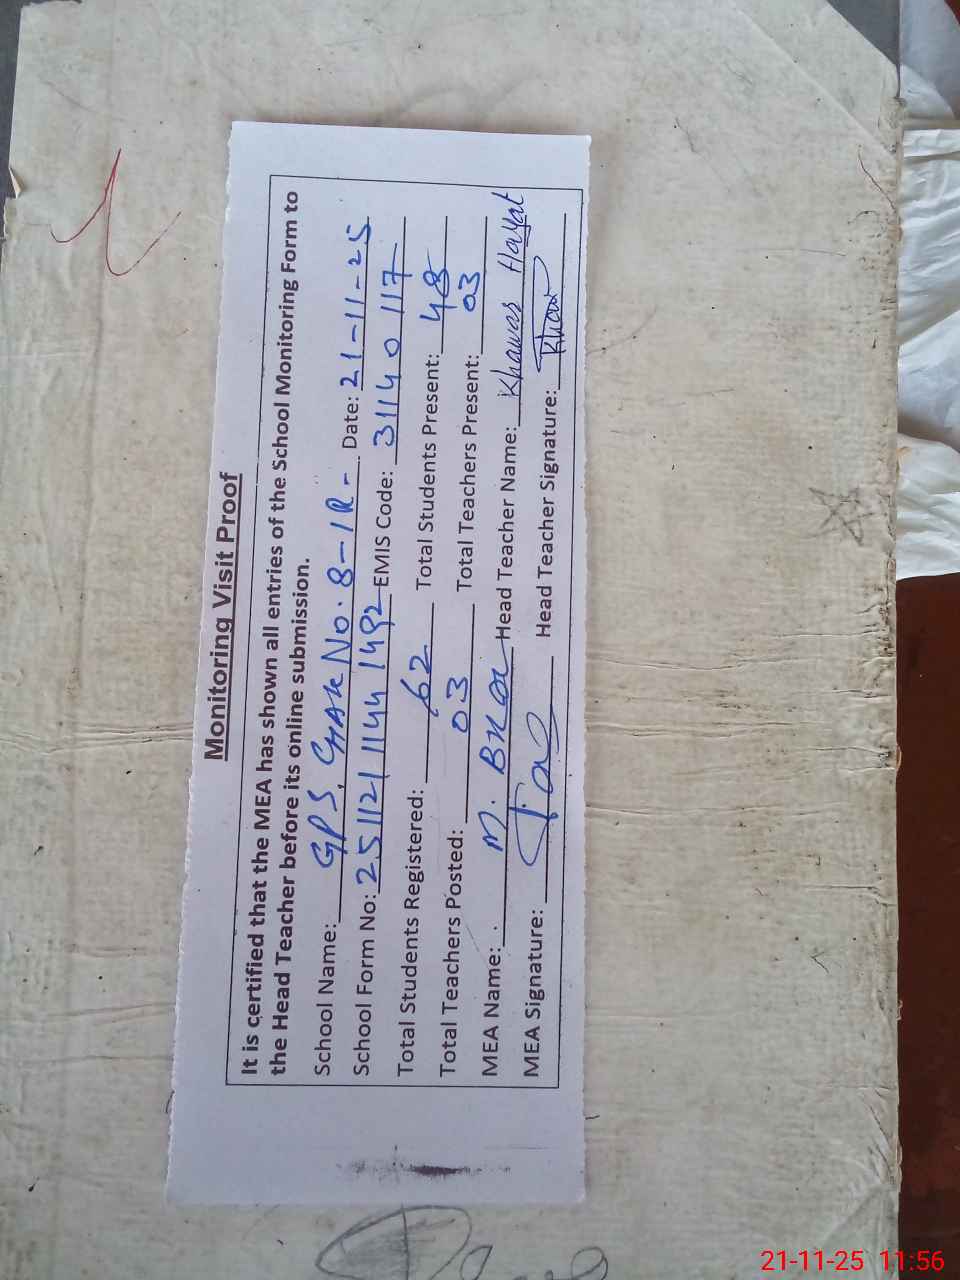 Monitoring Visit Proof
It is certified that the MEA has shown all entries of the School Monitoring Form to
the Head Teacher before its online submission.
School Name: GPS, CHAK No. 8-1R- Date: 21-11-25
School Form No: 251121 1144 1492 EMIS Code: 31140117
Total Students Registered: 62 Total Students Present: 48
Total Teachers Posted: 03 Total Teachers Present: 03
MEA Name: M. Head Teacher Name: Khawar Hayat
MEA Signature: Head Teacher Signature: Khawar
21-11-25 11:56